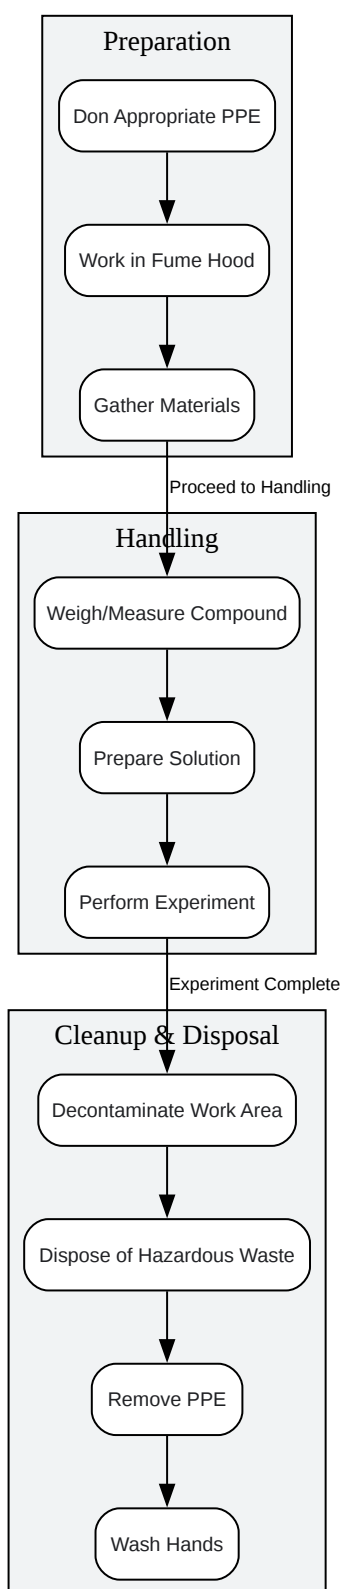 Preparation
Don Appropriate PPE
Work in Fume Hood
Gather Materials
Proceed to Handling
Handling
Weigh/Measure Compound
Prepare Solution
Perform Experiment
Experiment Complete
Cleanup & Disposal
Decontaminate Work Area
Dispose of Hazardous Waste
Remove PPE
Wash Hands